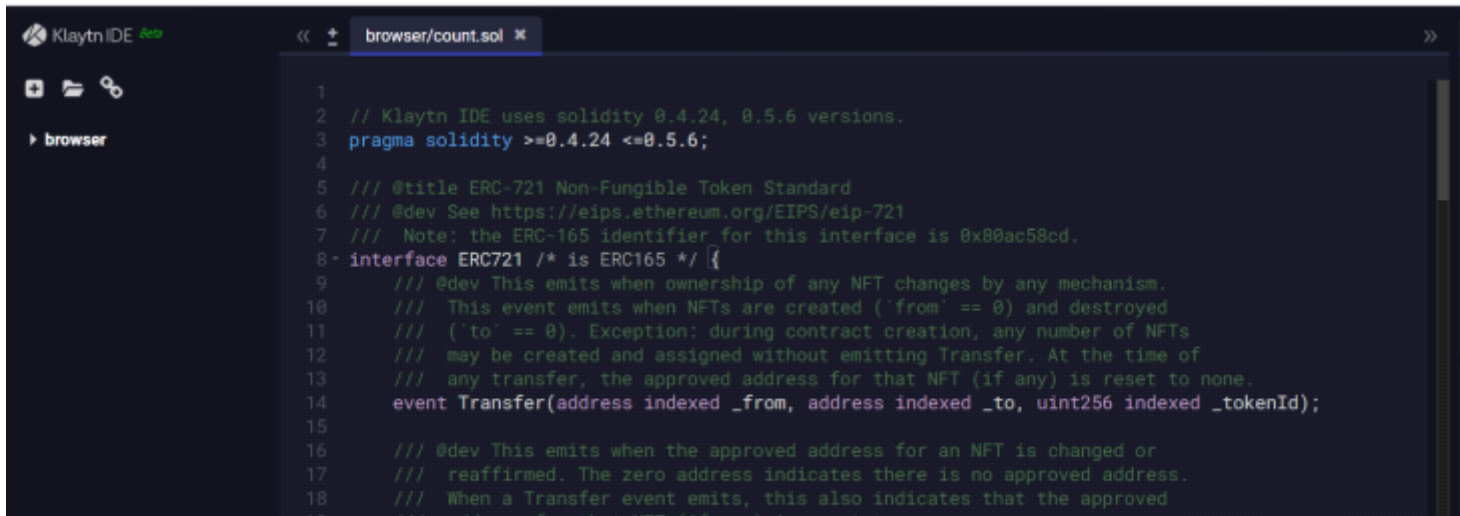 Klaytn IDE Beta
browser/count.sol
browser
1
2 // Klaytn IDE uses solidity 0.4.24, 0.5.6 versions.
3 pragma solidity >=0.4.24 <=0.5.6;
4
5 /// @title ERC-721 Non-Fungible Token Standard
6 /// @dev See https://eips.ethereum.org/EIPS/eip-721
7 ///  Note: the ERC-165 identifier for this interface is 0x80ac58cd.
8 interface ERC721 /* is ERC165 */ {
9     /// @dev This emits when ownership of any NFT changes by any mechanism.
10     ///  This event emits when NFTs are created (`from` == 0) and destroyed
11     ///  (`to` == 0). Exception: during contract creation, any number of NFTs
12     ///  may be created and assigned without emitting Transfer. At the time of
13     ///  any transfer, the approved address for that NFT (if any) is reset to none.
14     event Transfer(address indexed _from, address indexed _to, uint256 indexed _tokenId);
15
16     /// @dev This emits when the approved address for an NFT is changed or
17     ///  reaffirmed. The zero address indicates there is no approved address.
18     ///  When a Transfer event emits, this also indicates that the approved